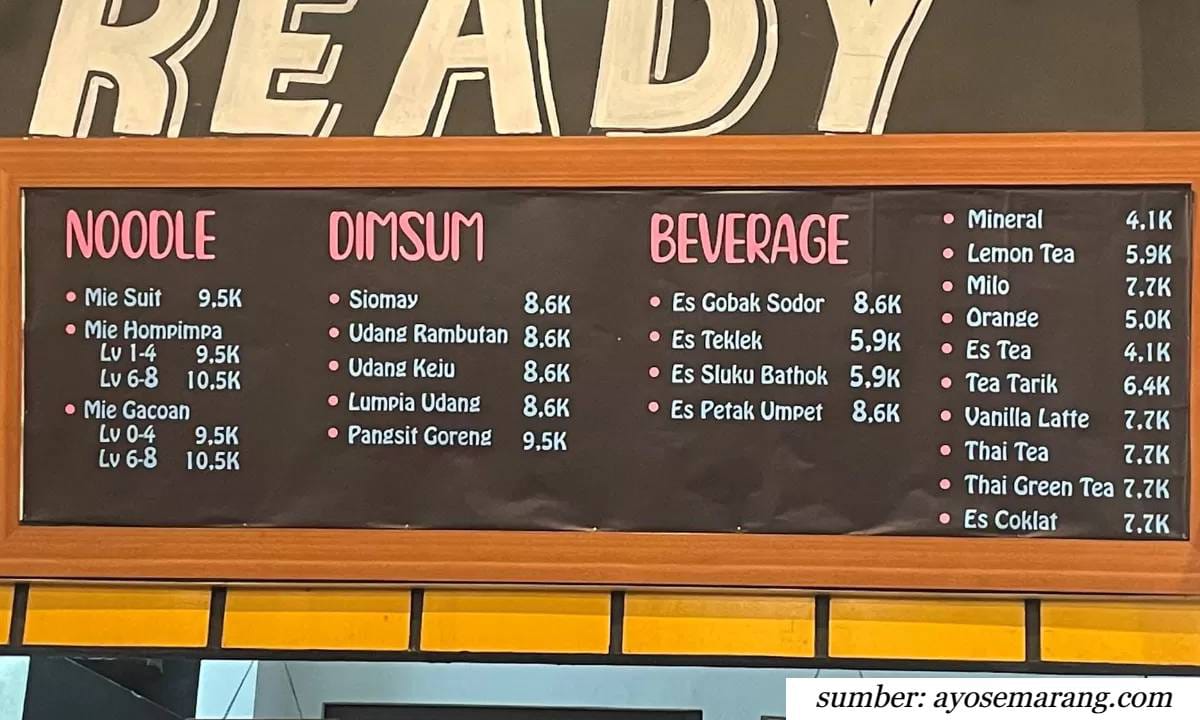 READY
NOODLE
Mie Suit 9,5K
Mie Hompimpa
Lv 1-4 9,5K
Lv 6-8 10,5K
Mie Gacoan
Lv 0-4 9,5K
Lv 6-8 10,5K
DIMSUM
Siomay 8,6K
Udang Rambutan 8,6K
Udang Keju 8,6K
Lumpia Udang 8,6K
Pangsit Goreng 9,5K
BEVERAGE
Es Gobak Sodor 8,6K
Es Teklek 5,9K
Es Sluku Bathok 5,9K
Es Petak Umpet 8,6K
Mineral 4,1K
Lemon Tea 5,9K
Milo 7,7K
Orange 5,0K
Es Tea 4,1K
Tea Tarik 6,4K
Vanilla Latte 7,7K
Thai Tea 7,7K
Thai Green Tea 7,7K
Es Coklat 7,7K
sumber: ayosemarang.com